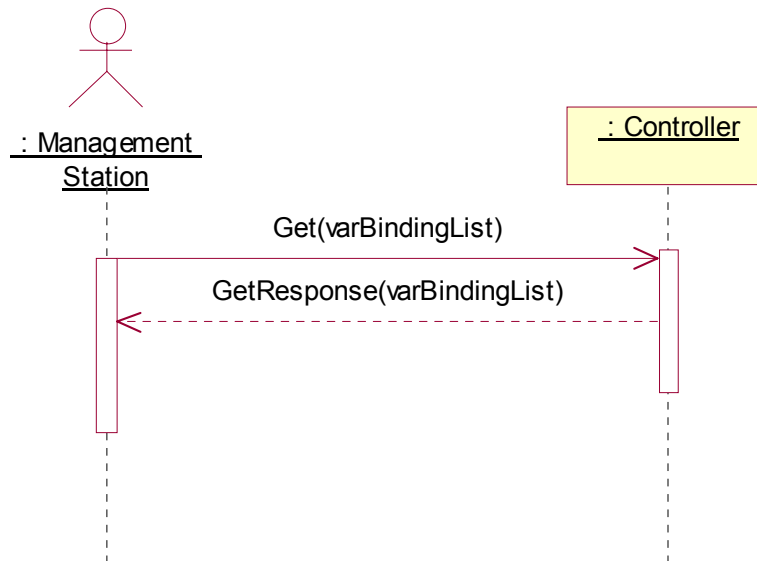 : Management
Station
: Controller
Get(varBindingList)
GetResponse(varBindingList)